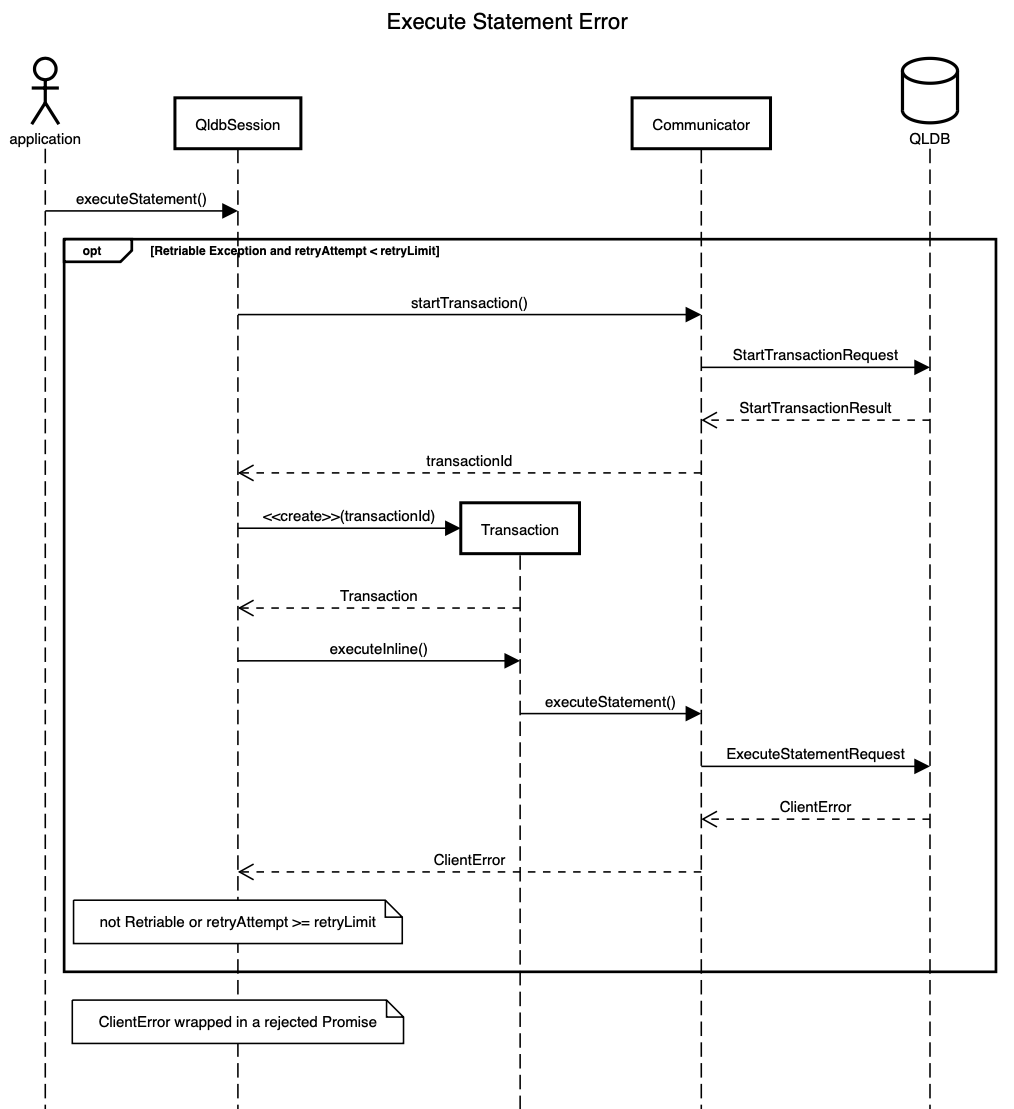 Execute Statement Error
application
QldbSession
Communicator
QLDB
executeStatement()
opt
[Retriable Exception and retryAttempt < retryLimit]
startTransaction()
StartTransactionRequest
StartTransactionResult
transactionId
<<create>>(transactionId)
Transaction
Transaction
executeInline()
executeStatement()
ExecuteStatementRequest
ClientError
ClientError
not Retriable or retryAttempt >= retryLimit
ClientError wrapped in a rejected Promise